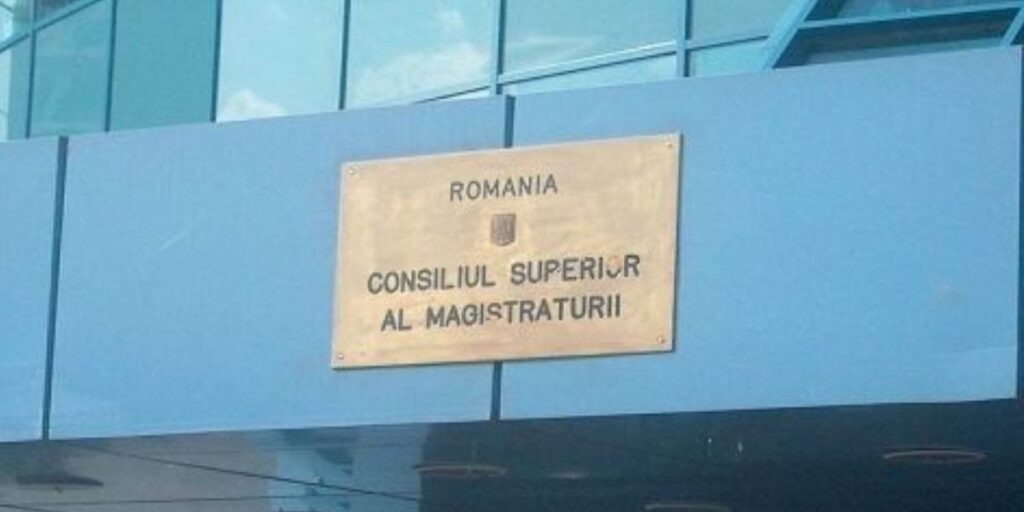 ROMANIA
CONSILIUL SUPERIOR
AL MAGISTRATURII